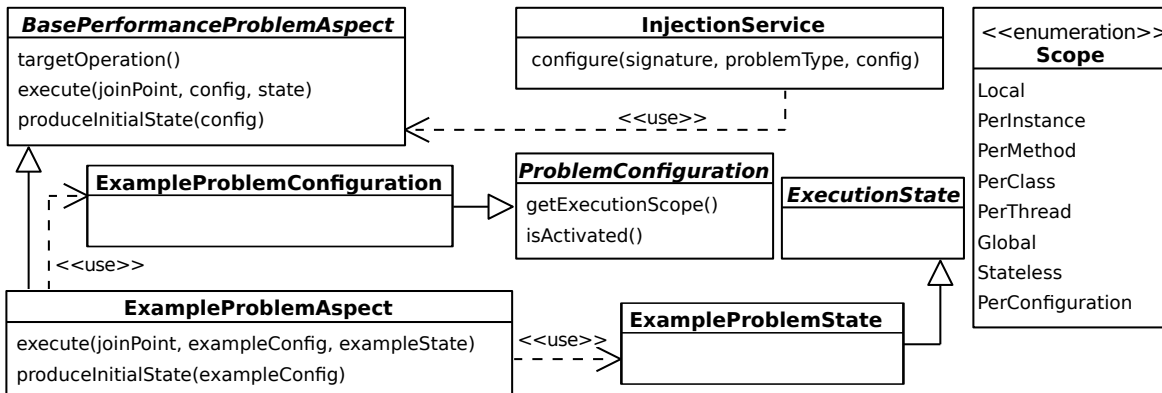 BasePerformanceProblemAspect
targetOperation()
execute(joinPoint, config, state)
produceInitialState(config)
InjectionService
configure(signature, problemType, config)
<<use>>
<<enumeration>>
Scope
Local
PerInstance
PerMethod
PerClass
PerThread
Global
Stateless
PerConfiguration
ExampleProblemConfiguration
ProblemConfiguration
getExecutionScope()
isActivated()
ExecutionState
<<use>>
ExampleProblemAspect
execute(joinPoint, exampleConfig, exampleState)
produceInitialState(exampleConfig)
<<use>>
ExampleProblemState